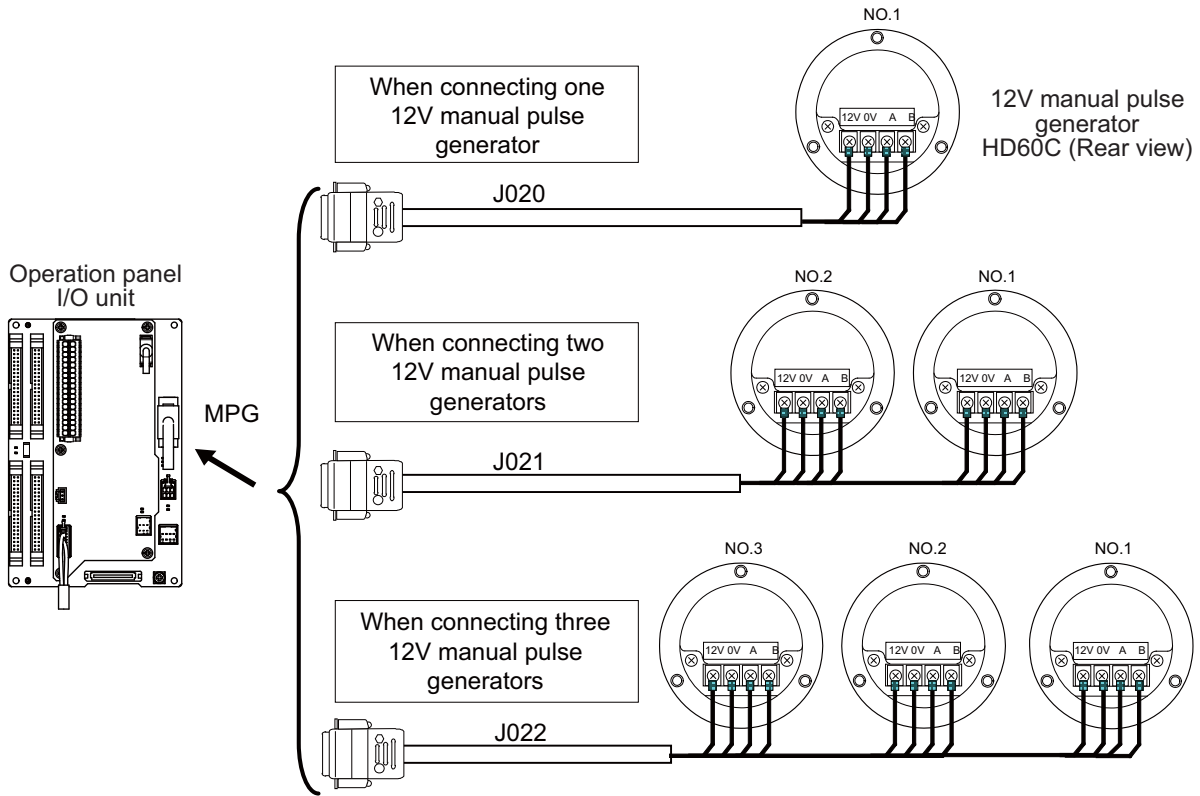 NO.1
When connecting one
12V manual pulse
generator
12V 0V A B
12V manual pulse
generator
HD60C (Rear view)
J020
Operation panel
I/O unit
MPG
NO.2
NO.1
When connecting two
12V manual pulse
generators
12V 0V A B
12V 0V A B
J021
NO.3
NO.2
NO.1
When connecting three
12V manual pulse
generators
12V 0V A B
12V 0V A B
12V 0V A B
J022